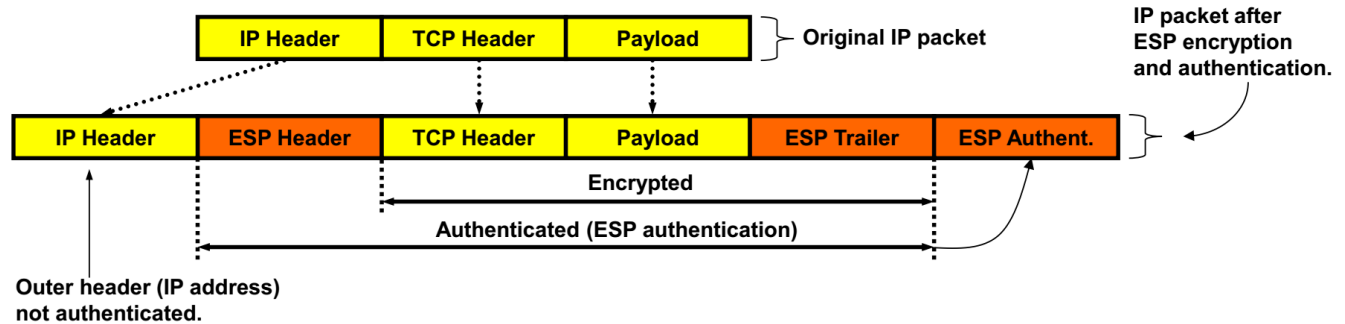 IP Header TCP Header Payload Original IP packet
IP packet after
ESP encryption
and authentication.
IP Header ESP Header TCP Header Payload ESP Trailer ESP Authent.
Encrypted
Authenticated (ESP authentication)
Outer header (IP address)
not authenticated.